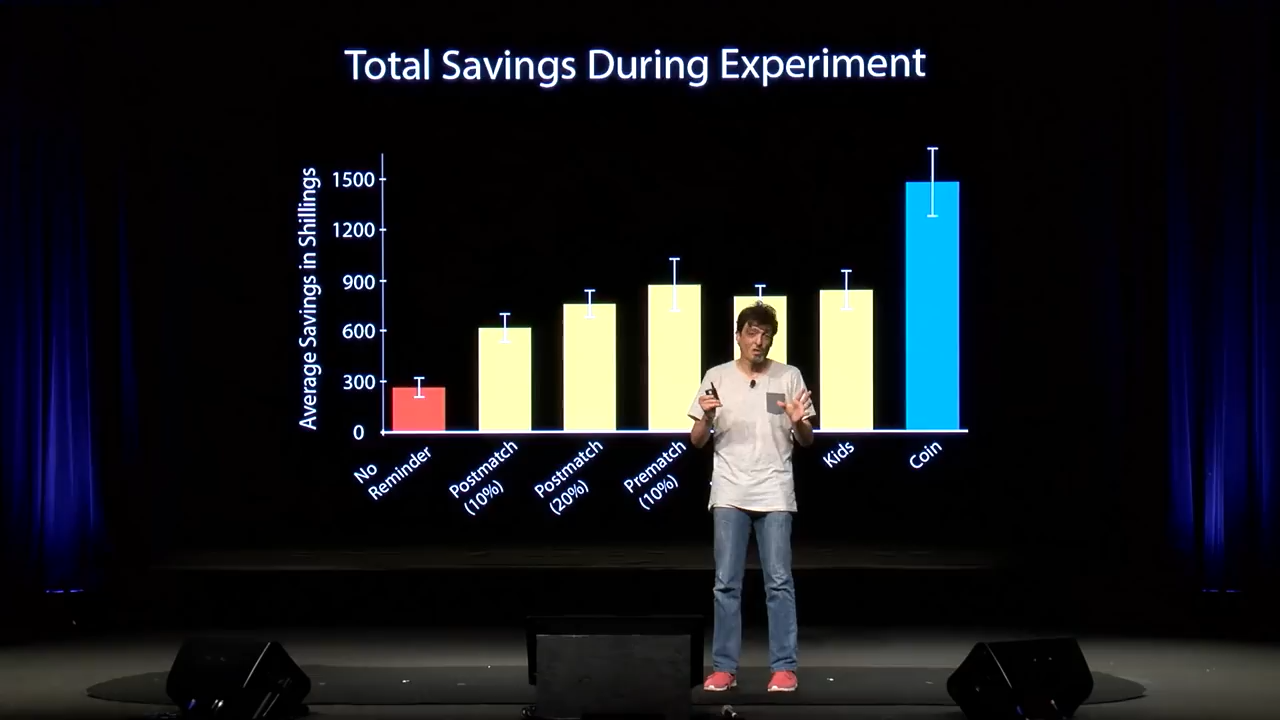 Total Savings During Experiment
Average Savings in Shillings
1500
1200
900
600
300
0
No
Reminder
Postmatch
(10%)
Postmatch
(20%)
Prematch
(10%)
Kids
Coin